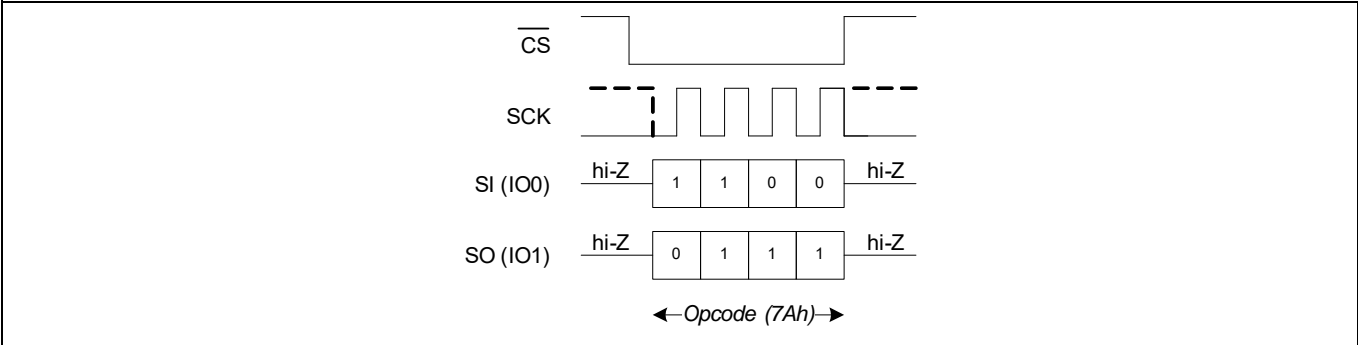 CS
SCK
SI (IO0) hi-Z 1 1 0 0 hi-Z
SO (IO1) hi-Z 0 1 1 1 hi-Z
Opcode (7Ah)